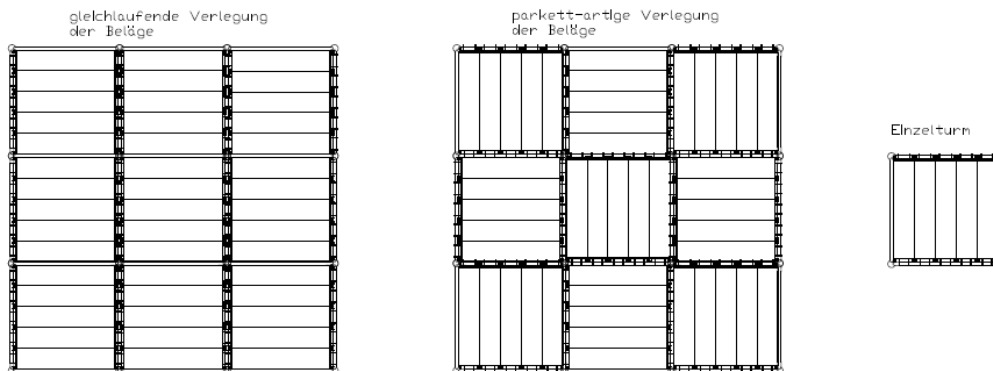 gleichlaufende Verlegung
der Beläge
parkett-artige Verlegung
der Beläge
Einzelturm